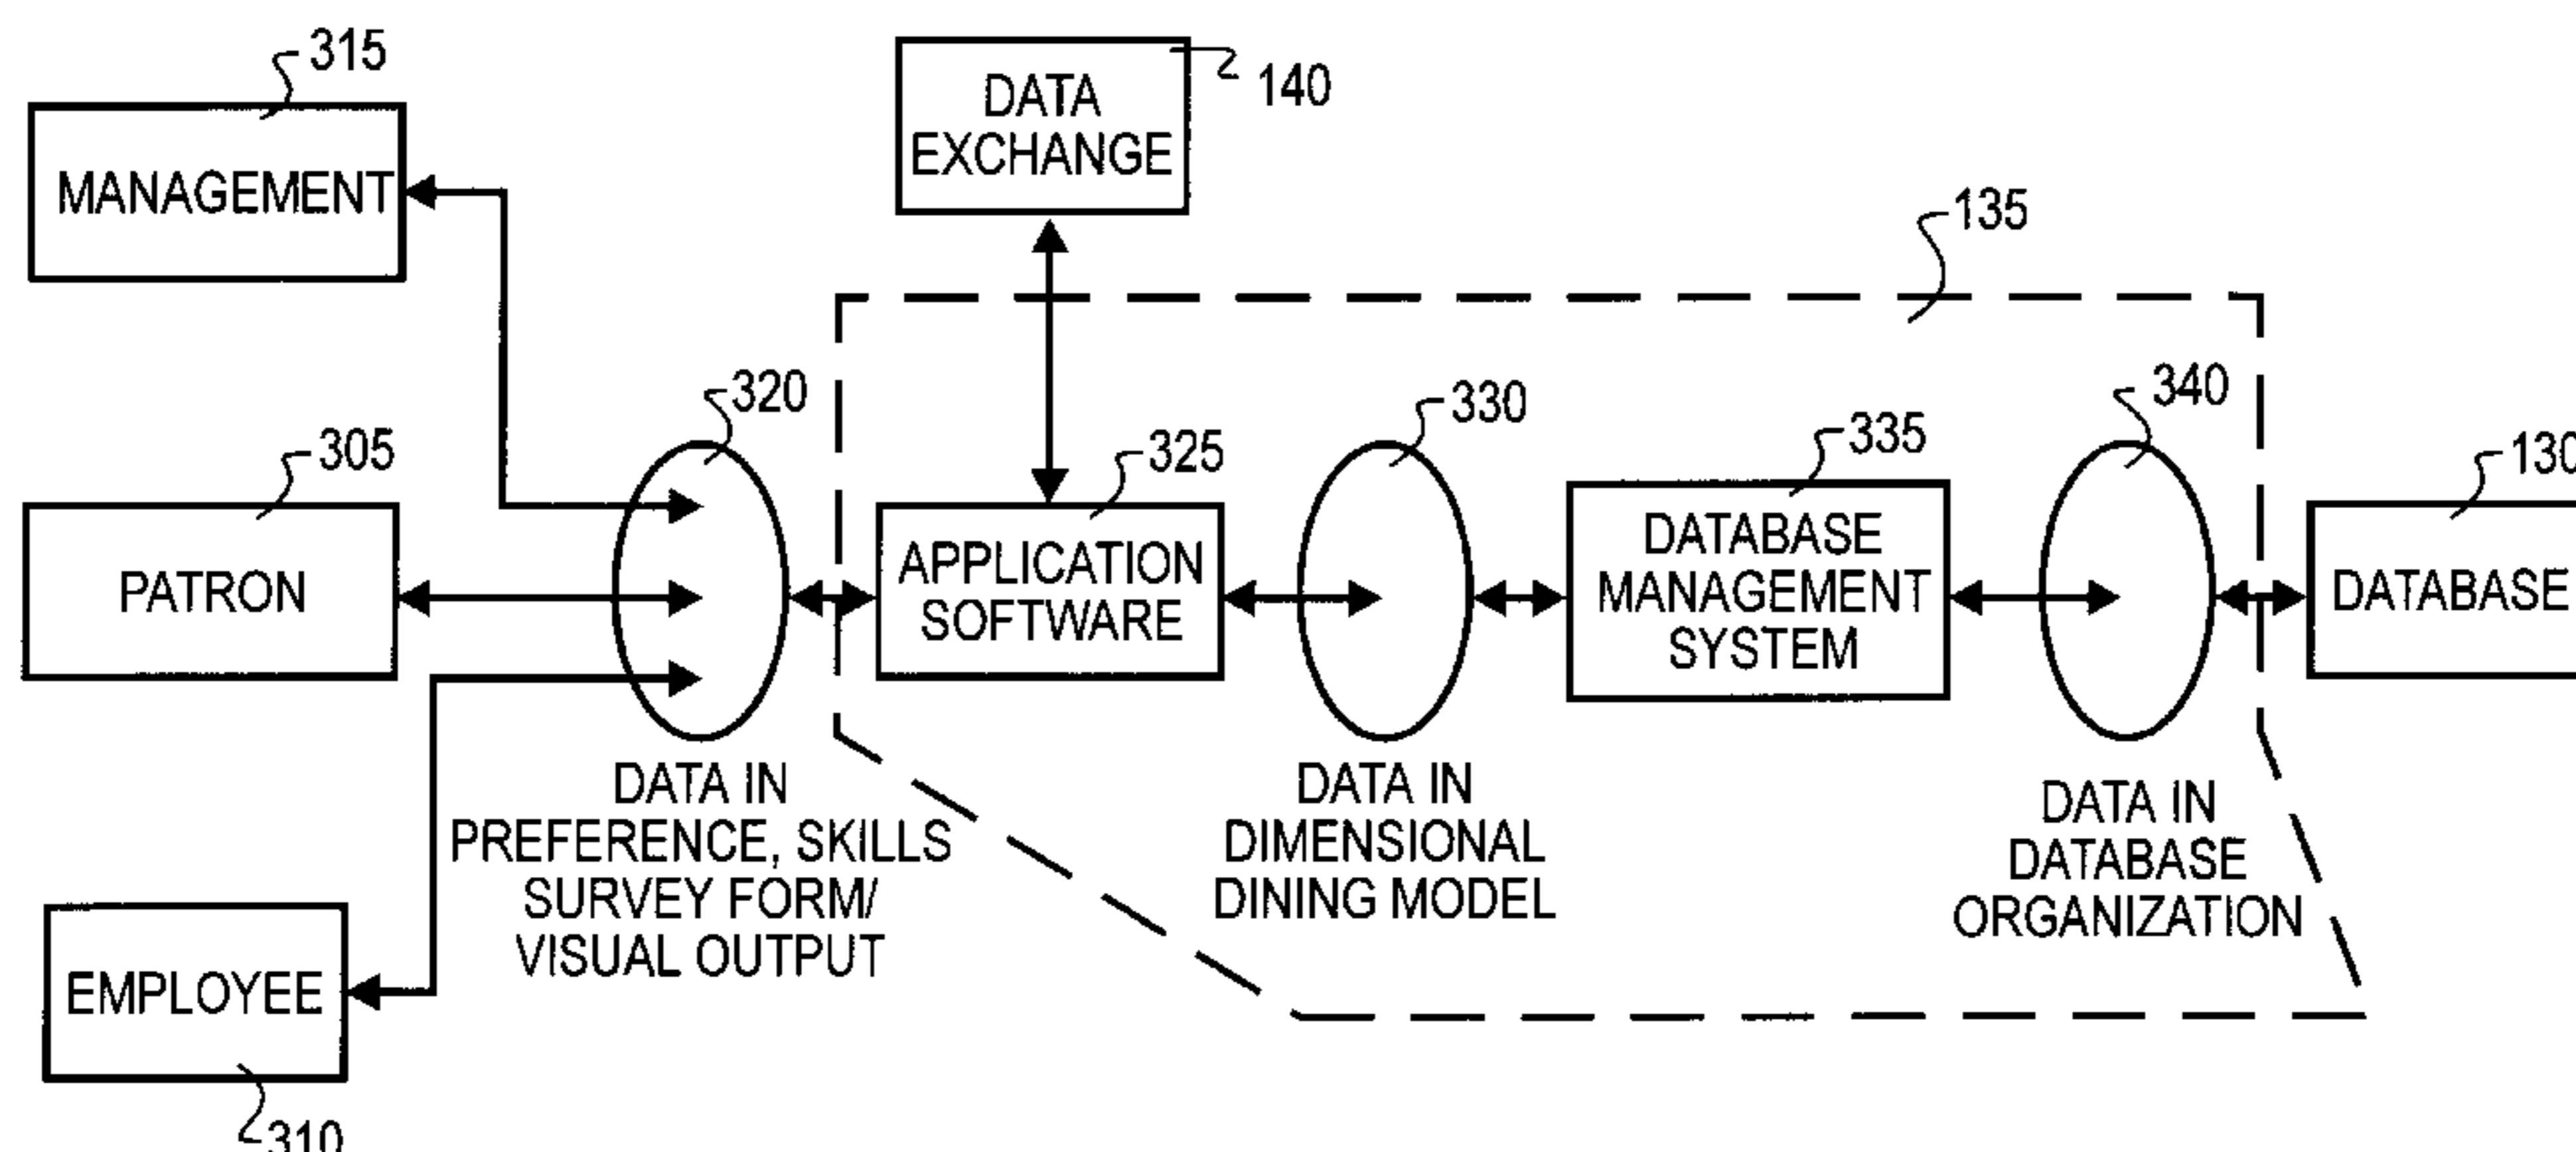 315
MANAGEMENT
DATA
EXCHANGE
140
135
305
PATRON
320
325
APPLICATION
SOFTWARE
330
335
DATABASE
MANAGEMENT
SYSTEM
340
130
DATABASE
DATA IN
PREFERENCE, SKILLS
SURVEY FORM/
VISUAL OUTPUT
DATA IN
DIMENSIONAL
DINING MODEL
DATA IN
DATABASE
ORGANIZATION
EMPLOYEE
310